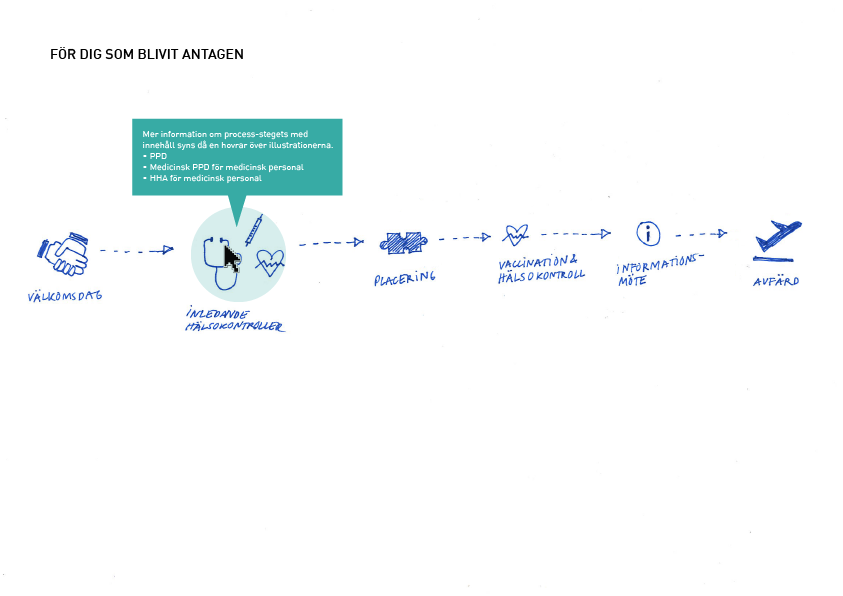 FÖR DIG SOM BLIVIT ANTAGEN
Mer information om process-stegets med
innehåll syns då en hovrar över illustrationerna.
- PPD
- Medicinsk PPD för medicinsk personal
- HHA för medicinsk personal
VÄLKOMSDAG
INLEDANDE
HÄLSOKONTROLLER
PLACERING
VACCINATION &
HÄLSOKONTROLL
i
INFORMATIONS-
MÖTE
AVFÄRD